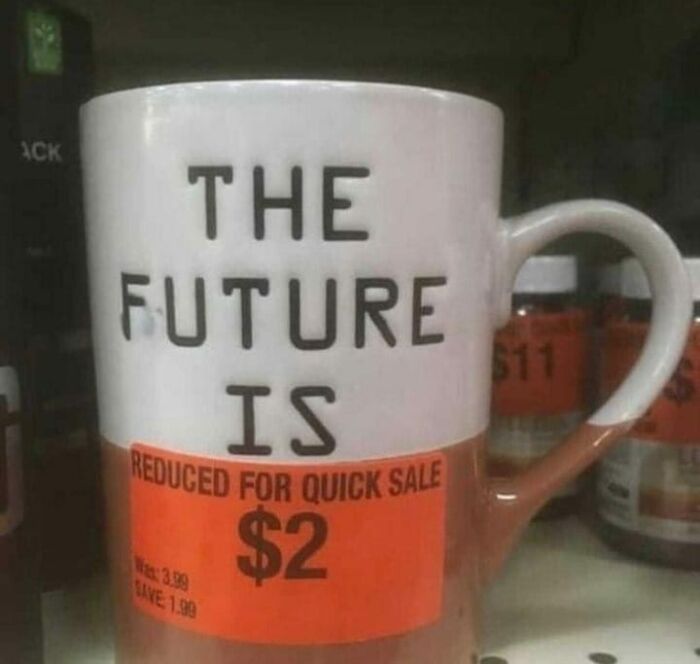 ACK
THE
FUTURE
IS
REDUCED FOR QUICK SALE
$2
Was: 3.99
SAVE: 1.99
$11
$